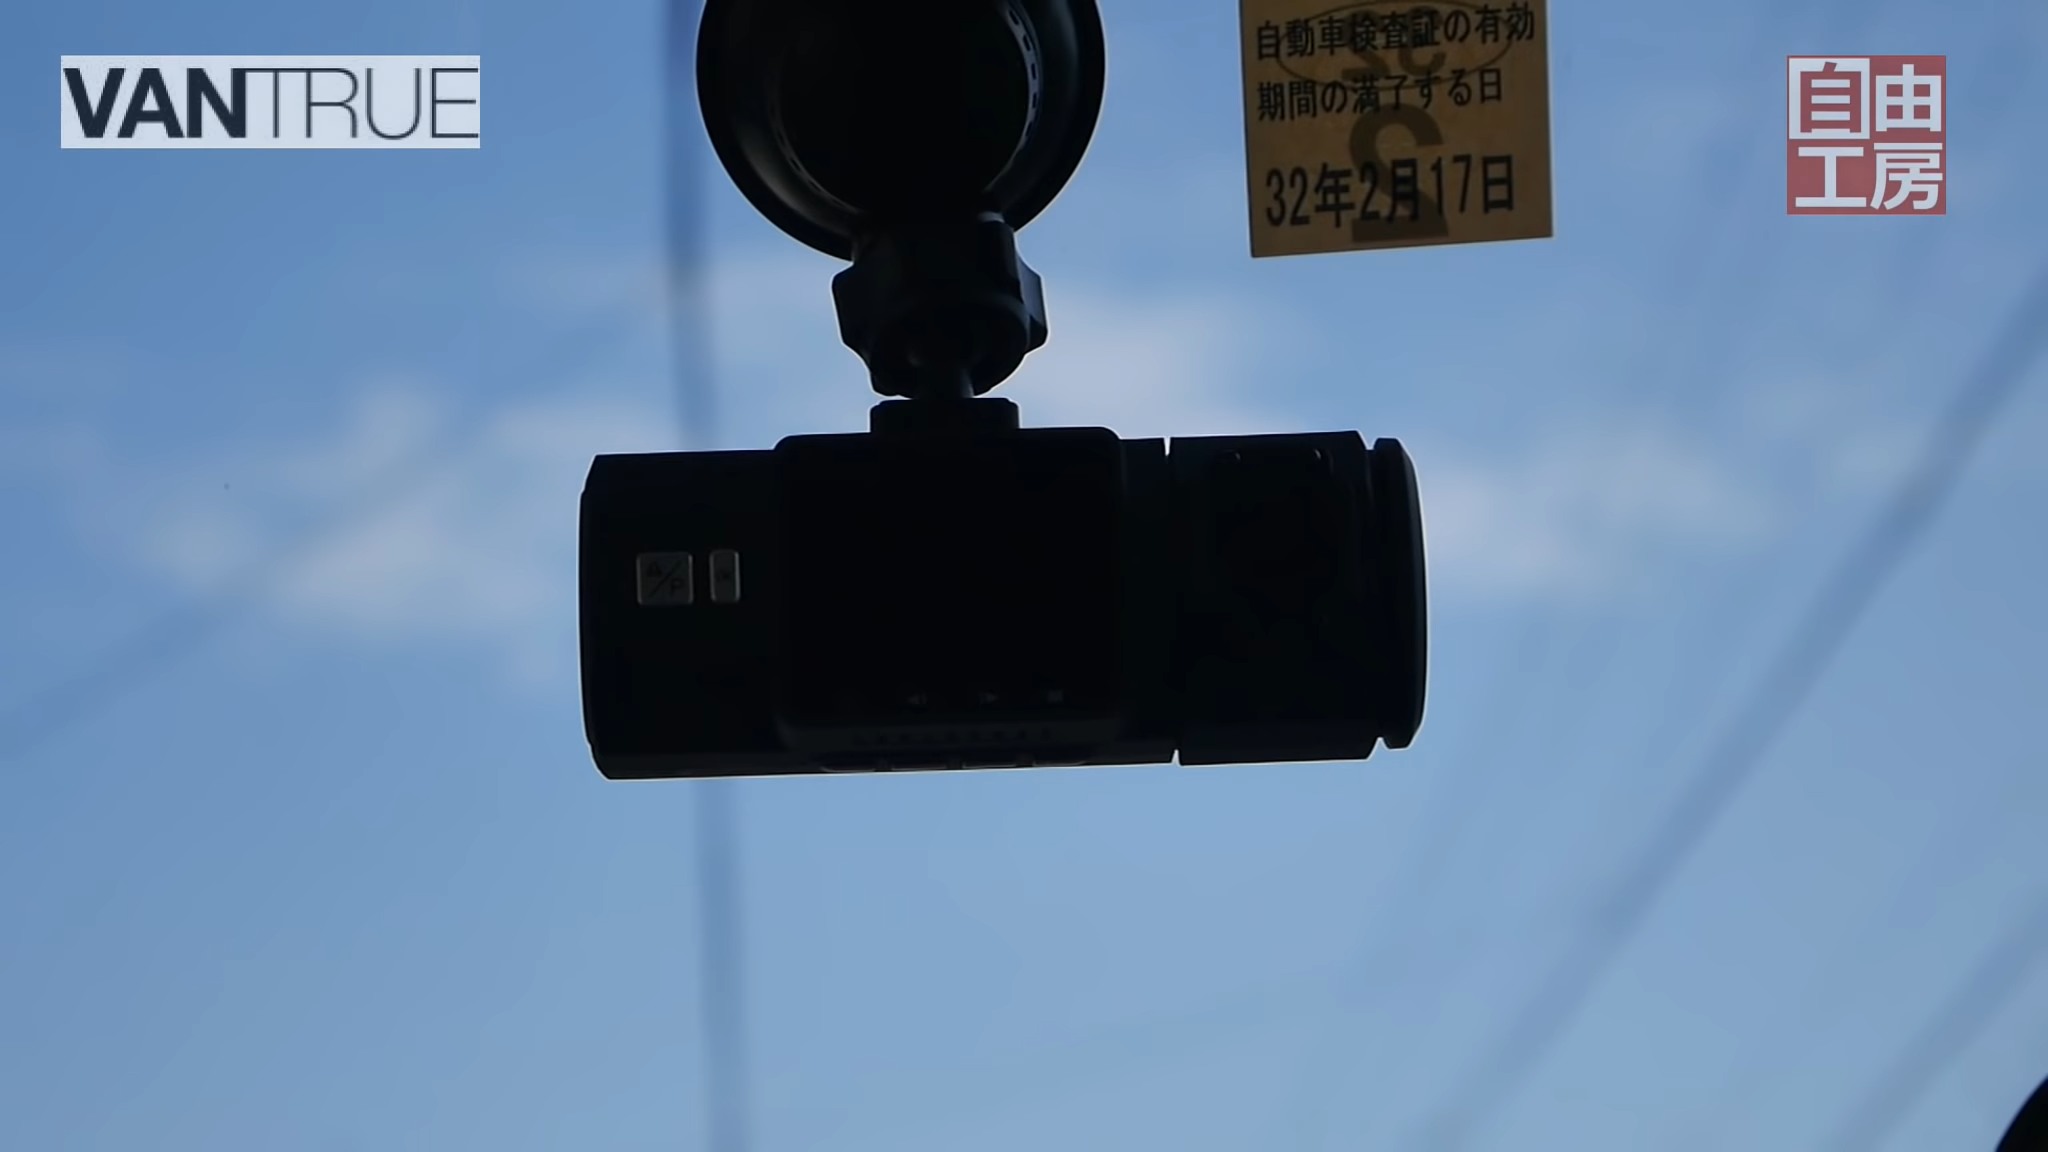 VANTRUE
自動車検査証の有効
期間の満了する日
32年2月17日
自由
工房
A/P